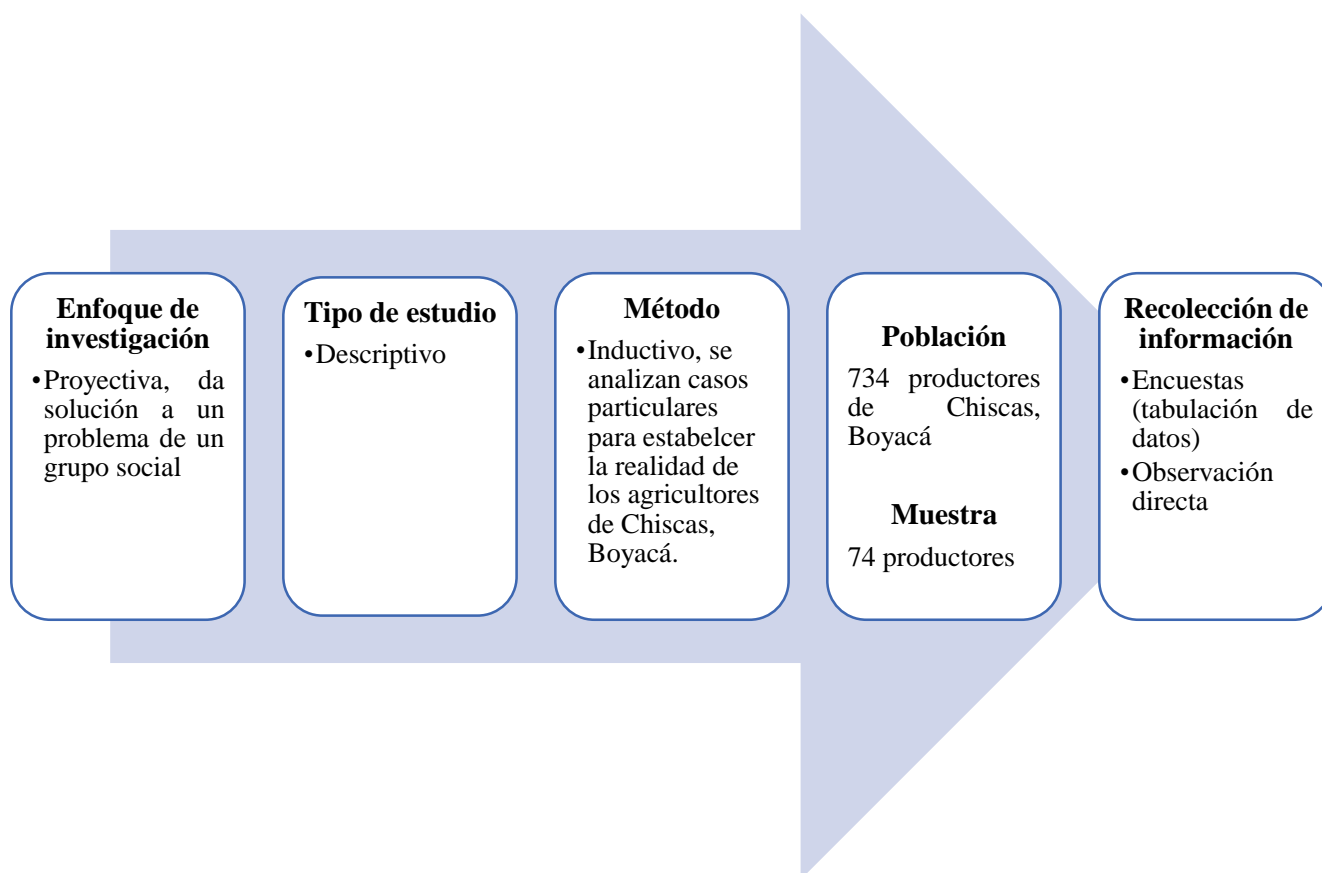 Enfoque de
investigación
•Proyectiva, da
solución a un
problema de un
grupo social
Tipo de estudio
•Descriptivo
Método
•Inductivo, se
analizan casos
particulares
para estabelcer
la realidad de
los agricultores
de Chiscas,
Boyacá.
Población
734 productores
de Chiscas,
Boyacá
Muestra
74 productores
Recolección de
información
•Encuestas
(tabulación de
datos)
•Observación
directa